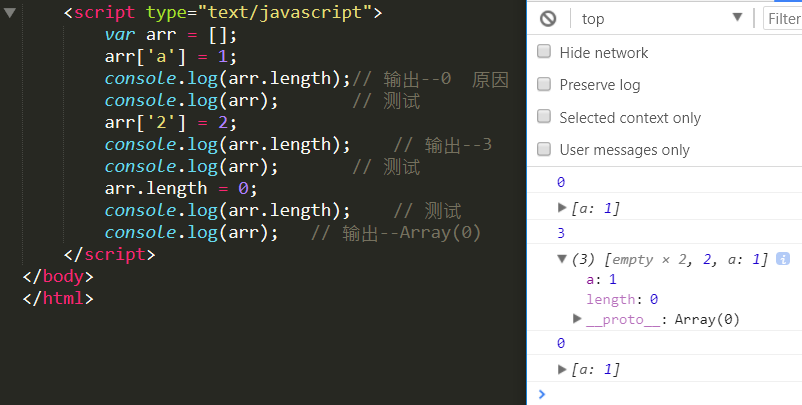 <script type="text/javascript">
var arr = [];
arr['a'] = 1;
console.log(arr.length);// 输出--0 原因
console.log(arr); // 测试
arr['2'] = 2;
console.log(arr.length); // 输出--3
console.log(arr); // 测试
arr.length = 0;
console.log(arr.length); // 测试
console.log(arr); // 输出--Array(0)
</script>
</body>
</html>
top
Filter
Hide network
Preserve log
Selected context only
User messages only
0
[a: 1]
3
(3) [empty × 2, 2, a: 1]
a: 1
length: 0
__proto__: Array(0)
0
[a: 1]